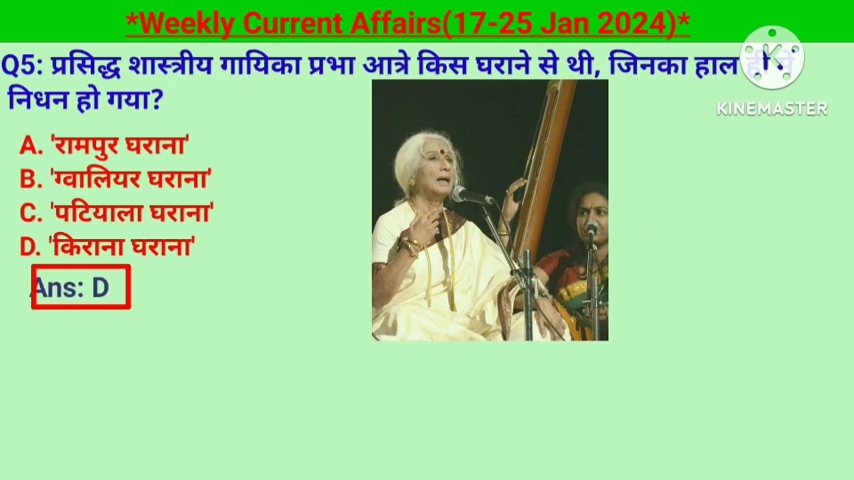 *Weekly Current Affairs(17-25 Jan 2024)*
Q5: प्रसिद्ध शास्त्रीय गायिका प्रभा आत्रे किस घराने से थी, जिनका हाल ही में
निधन हो गया?
KINEMASTER
A. 'रामपुर घराना'
B. 'ग्वालियर घराना'
C. 'पटियाला घराना'
D. 'किराना घराना'
Ans: D